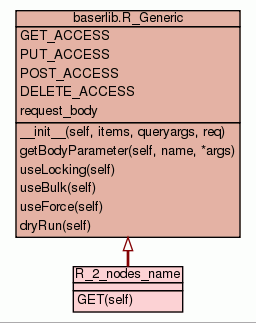 baserlib.R_Generic
GET_ACCESS
PUT_ACCESS
POST_ACCESS
DELETE_ACCESS
request_body
__init__(self, items, queryargs, req)
getBodyParameter(self, name, *args)
useLocking(self)
useBulk(self)
useForce(self)
dryRun(self)
R_2_nodes_name
GET(self)